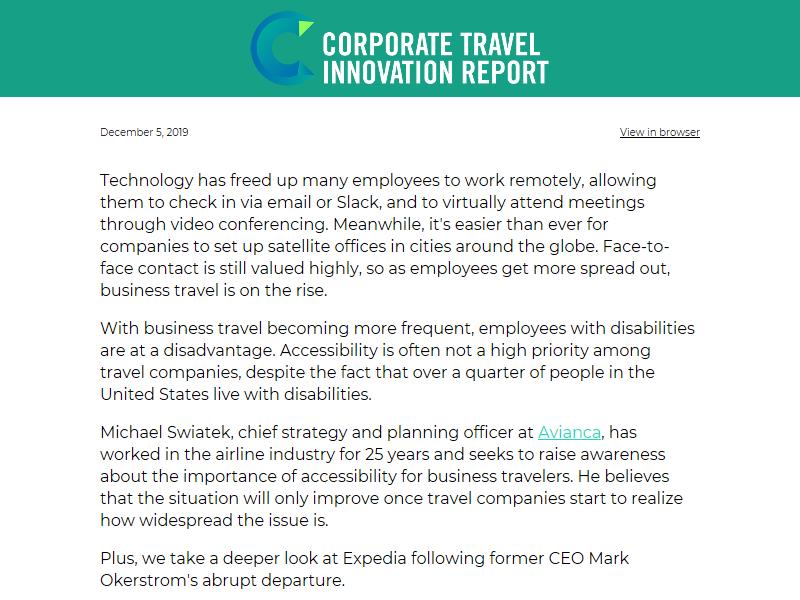 CORPORATE TRAVEL
INNOVATION REPORT
December 5, 2019
View in browser
Technology has freed up many employees to work remotely, allowing
them to check in via email or Slack, and to virtually attend meetings
through video conferencing. Meanwhile, it's easier than ever for
companies to set up satellite offices in cities around the globe. Face-to-
face contact is still valued highly, so as employees get more spread out,
business travel is on the rise.
With business travel becoming more frequent, employees with disabilities
are at a disadvantage. Accessibility is often not a high priority among
travel companies, despite the fact that over a quarter of people in the
United States live with disabilities.
Michael Swiatek, chief strategy and planning officer at Avianca, has
worked in the airline industry for 25 years and seeks to raise awareness
about the importance of accessibility for business travelers. He believes
that the situation will only improve once travel companies start to realize
how widespread the issue is.
Plus, we take a deeper look at Expedia following former CEO Mark
Okerstrom's abrupt departure.